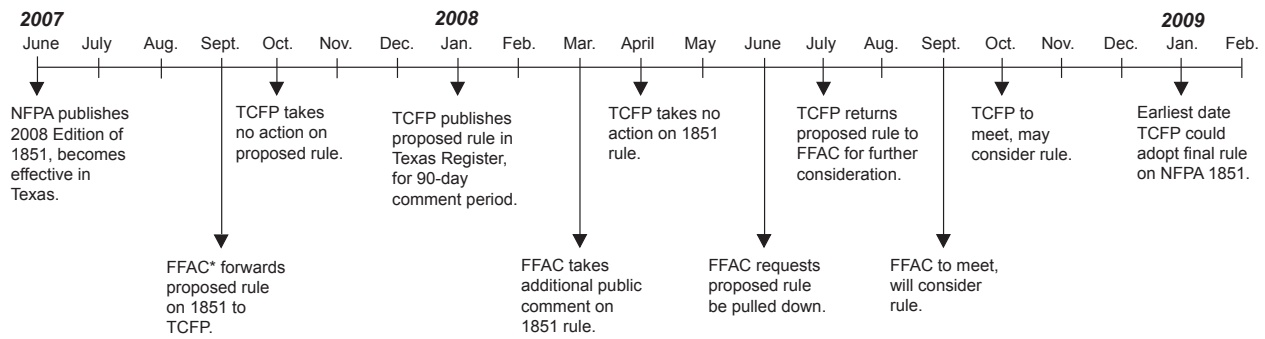 2007 2008 2009
June July Aug. Sept. Oct. Nov. Dec. Jan. Feb. Mar. April May June July Aug. Sept. Oct. Nov. Dec. Jan. Feb.
NFPA publishes
2008 Edition of
1851, becomes
effective in
Texas.
TCFP takes
no action on
proposed rule.
TCFP publishes
proposed rule in
Texas Register,
for 90-day
comment period.
TCFP takes no
action on 1851
rule.
TCFP returns
proposed rule to
FFAC for further
consideration.
TCFP to
meet, may
consider rule.
Earliest date
TCFP could
adopt final rule
on NFPA 1851.
FFAC* forwards
proposed rule
on 1851 to
TCFP.
FFAC takes
additional public
comment on
1851 rule.
FFAC requests
proposed rule
be pulled down.
FFAC to meet,
will consider
rule.